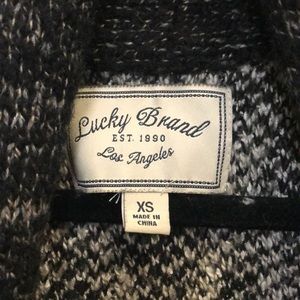 Lucky Brand
EST. 1990
Los Angeles
XS
MADE IN
CHINA